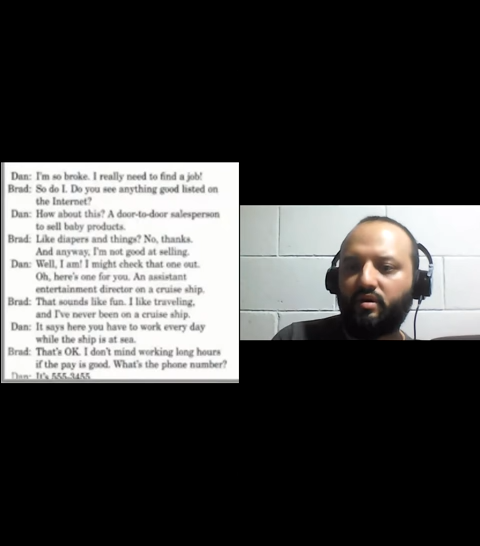 Dan: I'm so broke. I really need to find a job!
Brad: So do I. Do you see anything good listed on
the Internet?
Dan: How about this? A door-to-door salesperson
to sell baby products.
Brad: Like diapers and things? No, thanks.
And anyway, I'm not good at selling.
Dan: Well, I am! I might check that one out.
Oh, here's one for you. An assistant
entertainment director on a cruise ship.
Brad: That sounds like fun. I like traveling,
and I've never been on a cruise ship.
Dan: It says here you have to work every day
while the ship is at sea.
Brad: That's OK. I don't mind working long hours
if the pay is good. What's the phone number?
Dan: It's 555-3455